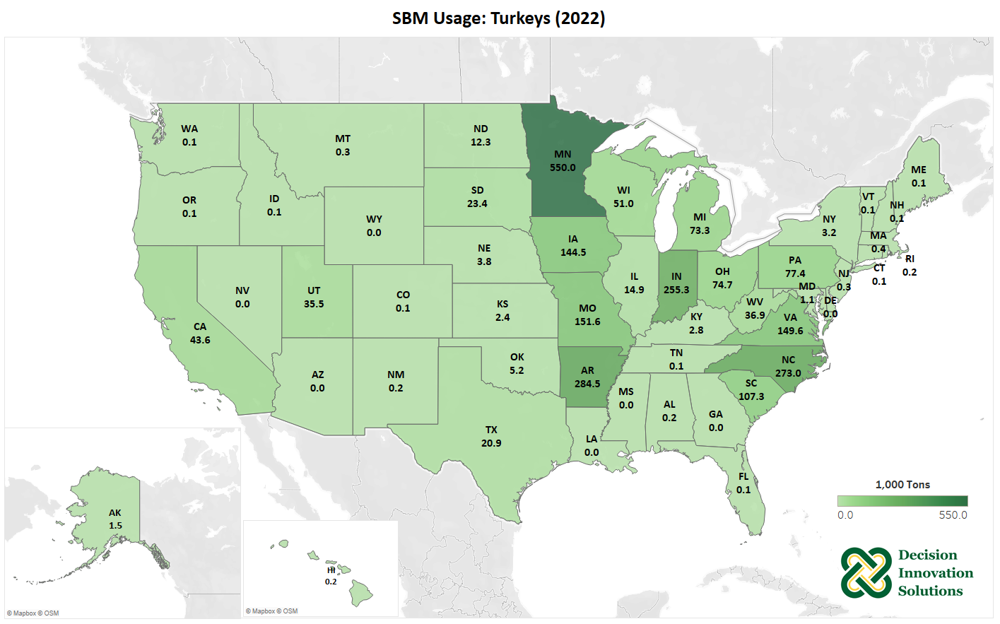 SBM Usage: Turkeys (2022)
WA
0.1
MT
0.3
ND
12.3
MN
550.0
OR
0.1
ID
0.1
WY
0.0
SD
23.4
WI
51.0
MI
73.3
NY
3.2
VT
0.1
NH
0.1
ME
0.1
MA
0.4
RI
0.2
CT
0.1
NE
3.8
IA
144.5
IL
14.9
IN
255.3
OH
74.7
PA
77.4
NJ
0.3
MD
1.1
DE
0.0
NV
0.0
UT
35.5
CO
0.1
KS
2.4
MO
151.6
KY
2.8
WV
36.9
VA
149.6
CA
43.6
AZ
0.0
NM
0.2
OK
5.2
AR
284.5
TN
0.1
NC
273.0
SC
107.3
MS
0.0
AL
0.2
GA
0.0
TX
20.9
LA
0.0
FL
0.1
AK
1.5
HI
0.2
1,000 Tons
0.0 550.0
Decision
Innovation
Solutions
© Mapbox © OSM
© Mapbox © OSM